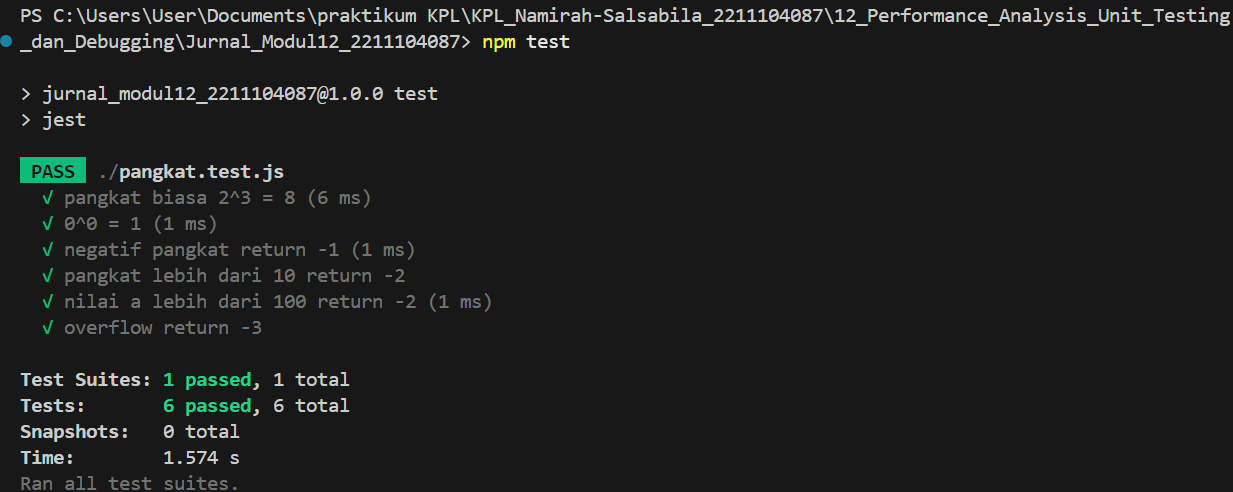 PS C:\Users\User\Documents\praktikum KPL\KPL_Namirah-Salsabila_2211104087\12_Performance_Analysis_Unit_Testing
_dan_Debugging\Jurnal_Modul12_2211104087> npm test
> jurnal_modul12_2211104087@1.0.0 test
> jest
PASS ./pangkat.test.js
√ pangkat biasa 2^3 = 8 (6 ms)
√ 0^0 = 1 (1 ms)
√ negatif pangkat return -1 (1 ms)
√ pangkat lebih dari 10 return -2
√ nilai a lebih dari 100 return -2 (1 ms)
√ overflow return -3
Test Suites: 1 passed, 1 total
Tests: 6 passed, 6 total
Snapshots: 0 total
Time: 1.574 s
Ran all test suites.